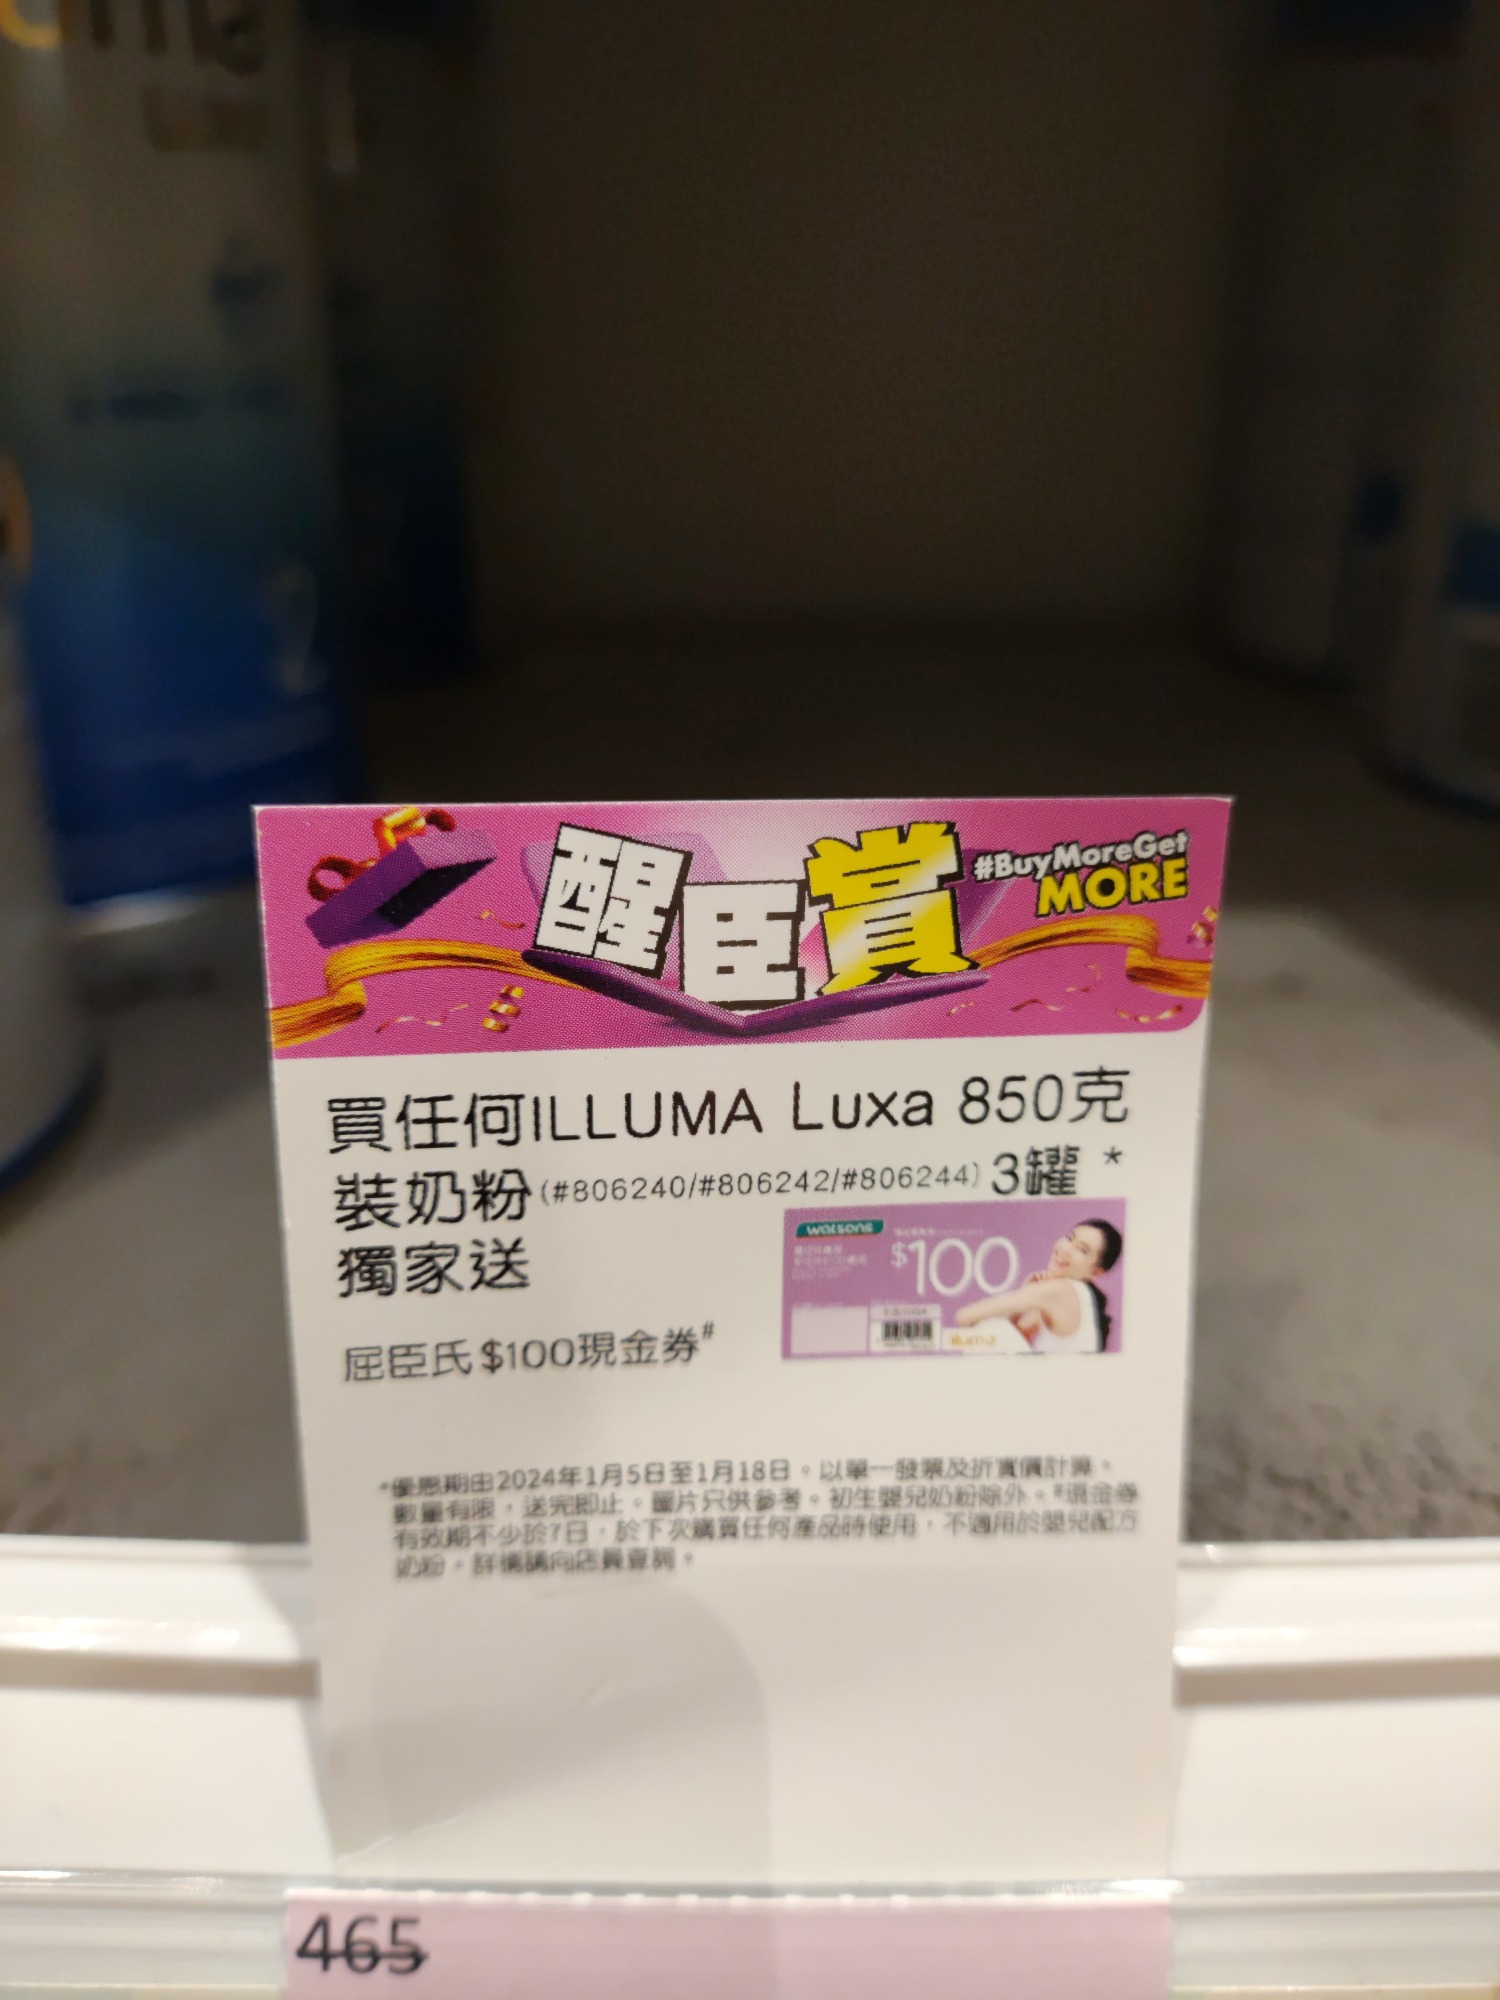 醒臣賞
#BuyMoreGet
MORE
買任何ILLUMA Luxa 850克
裝奶粉(#806240/#806242/#806244) 3罐*
獨家送
屈臣氏$100現金券#
watsons
$100
illuma
*優惠期由2024年1月5日至1月18日。以單一發票及折實價計算。
數量有限，送完即止。圖片只供參考。初生嬰兒奶粉除外。#現金券
有效期不少於7日，於下次購買任何產品時使用，不適用於嬰兒配方
奶粉。詳情請向店員查詢。
465